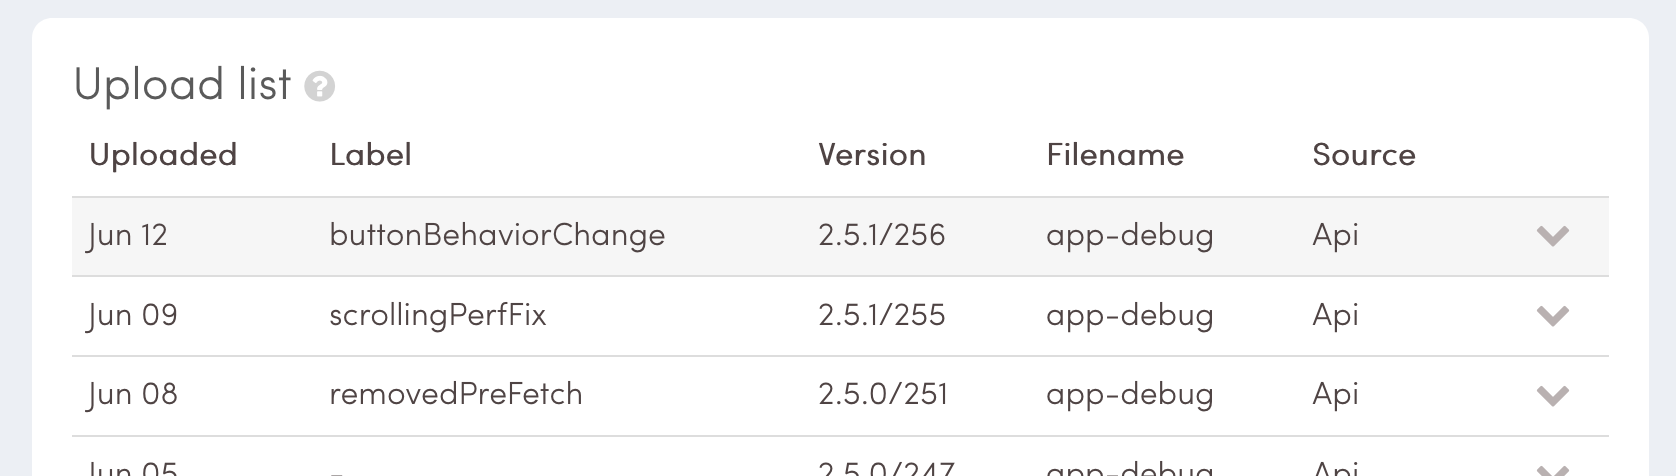 Upload list ?
Uploaded Label Version Filename Source
Jun 12 buttonBehaviorChange 2.5.1/256 app-debug Api
Jun 09 scrollingPerfFix 2.5.1/255 app-debug Api
Jun 08 removedPreFetch 2.5.0/251 app-debug Api
Jun 05 - 2.5.0/247 app-debug Api